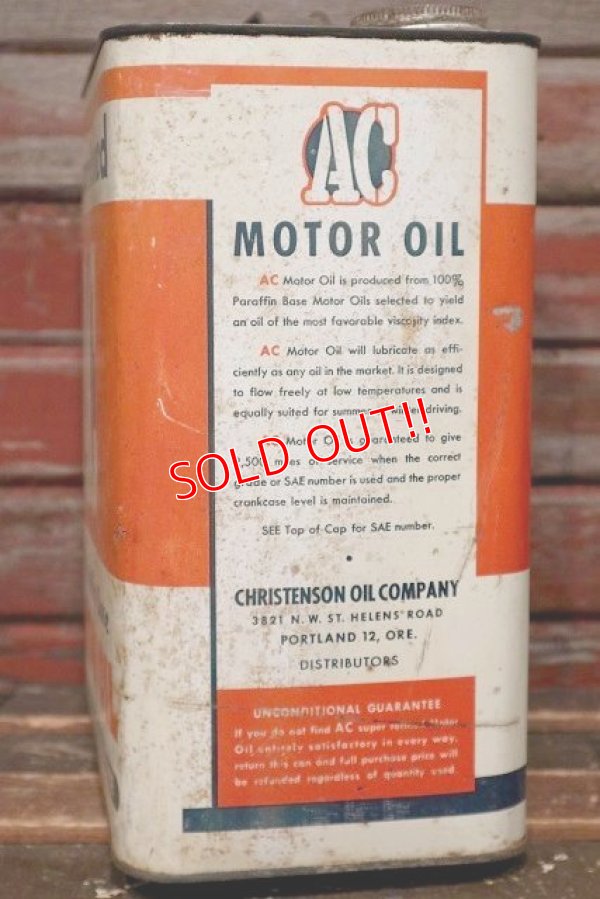 AC
MOTOR OIL
AC Motor Oil is produced from 100%
Paraffin Base Motor Oils selected to yield
an oil of the most favorable viscosity index.
AC Motor Oil will lubricate as effi-
ciently as any oil in the market. It is designed
to flow freely at low temperatures and is
equally suited for summer winter driving.
Motor guaranteed to give
miles of service when the correct
grade or SAE number is used and the proper
crankcase level is maintained.
SEE Top of Cap for SAE number.
SOLD OUT!!
CHRISTENSON OIL COMPANY
3821 N. W. ST. HELENS ROAD
PORTLAND 12, ORE.
DISTRIBUTORS
UNCONDITIONAL GUARANTEE
If you do not find AC super Motor
Oil entirely satisfactory in every way,
return this can and full purchase price will
be refunded regardless of quantity used.